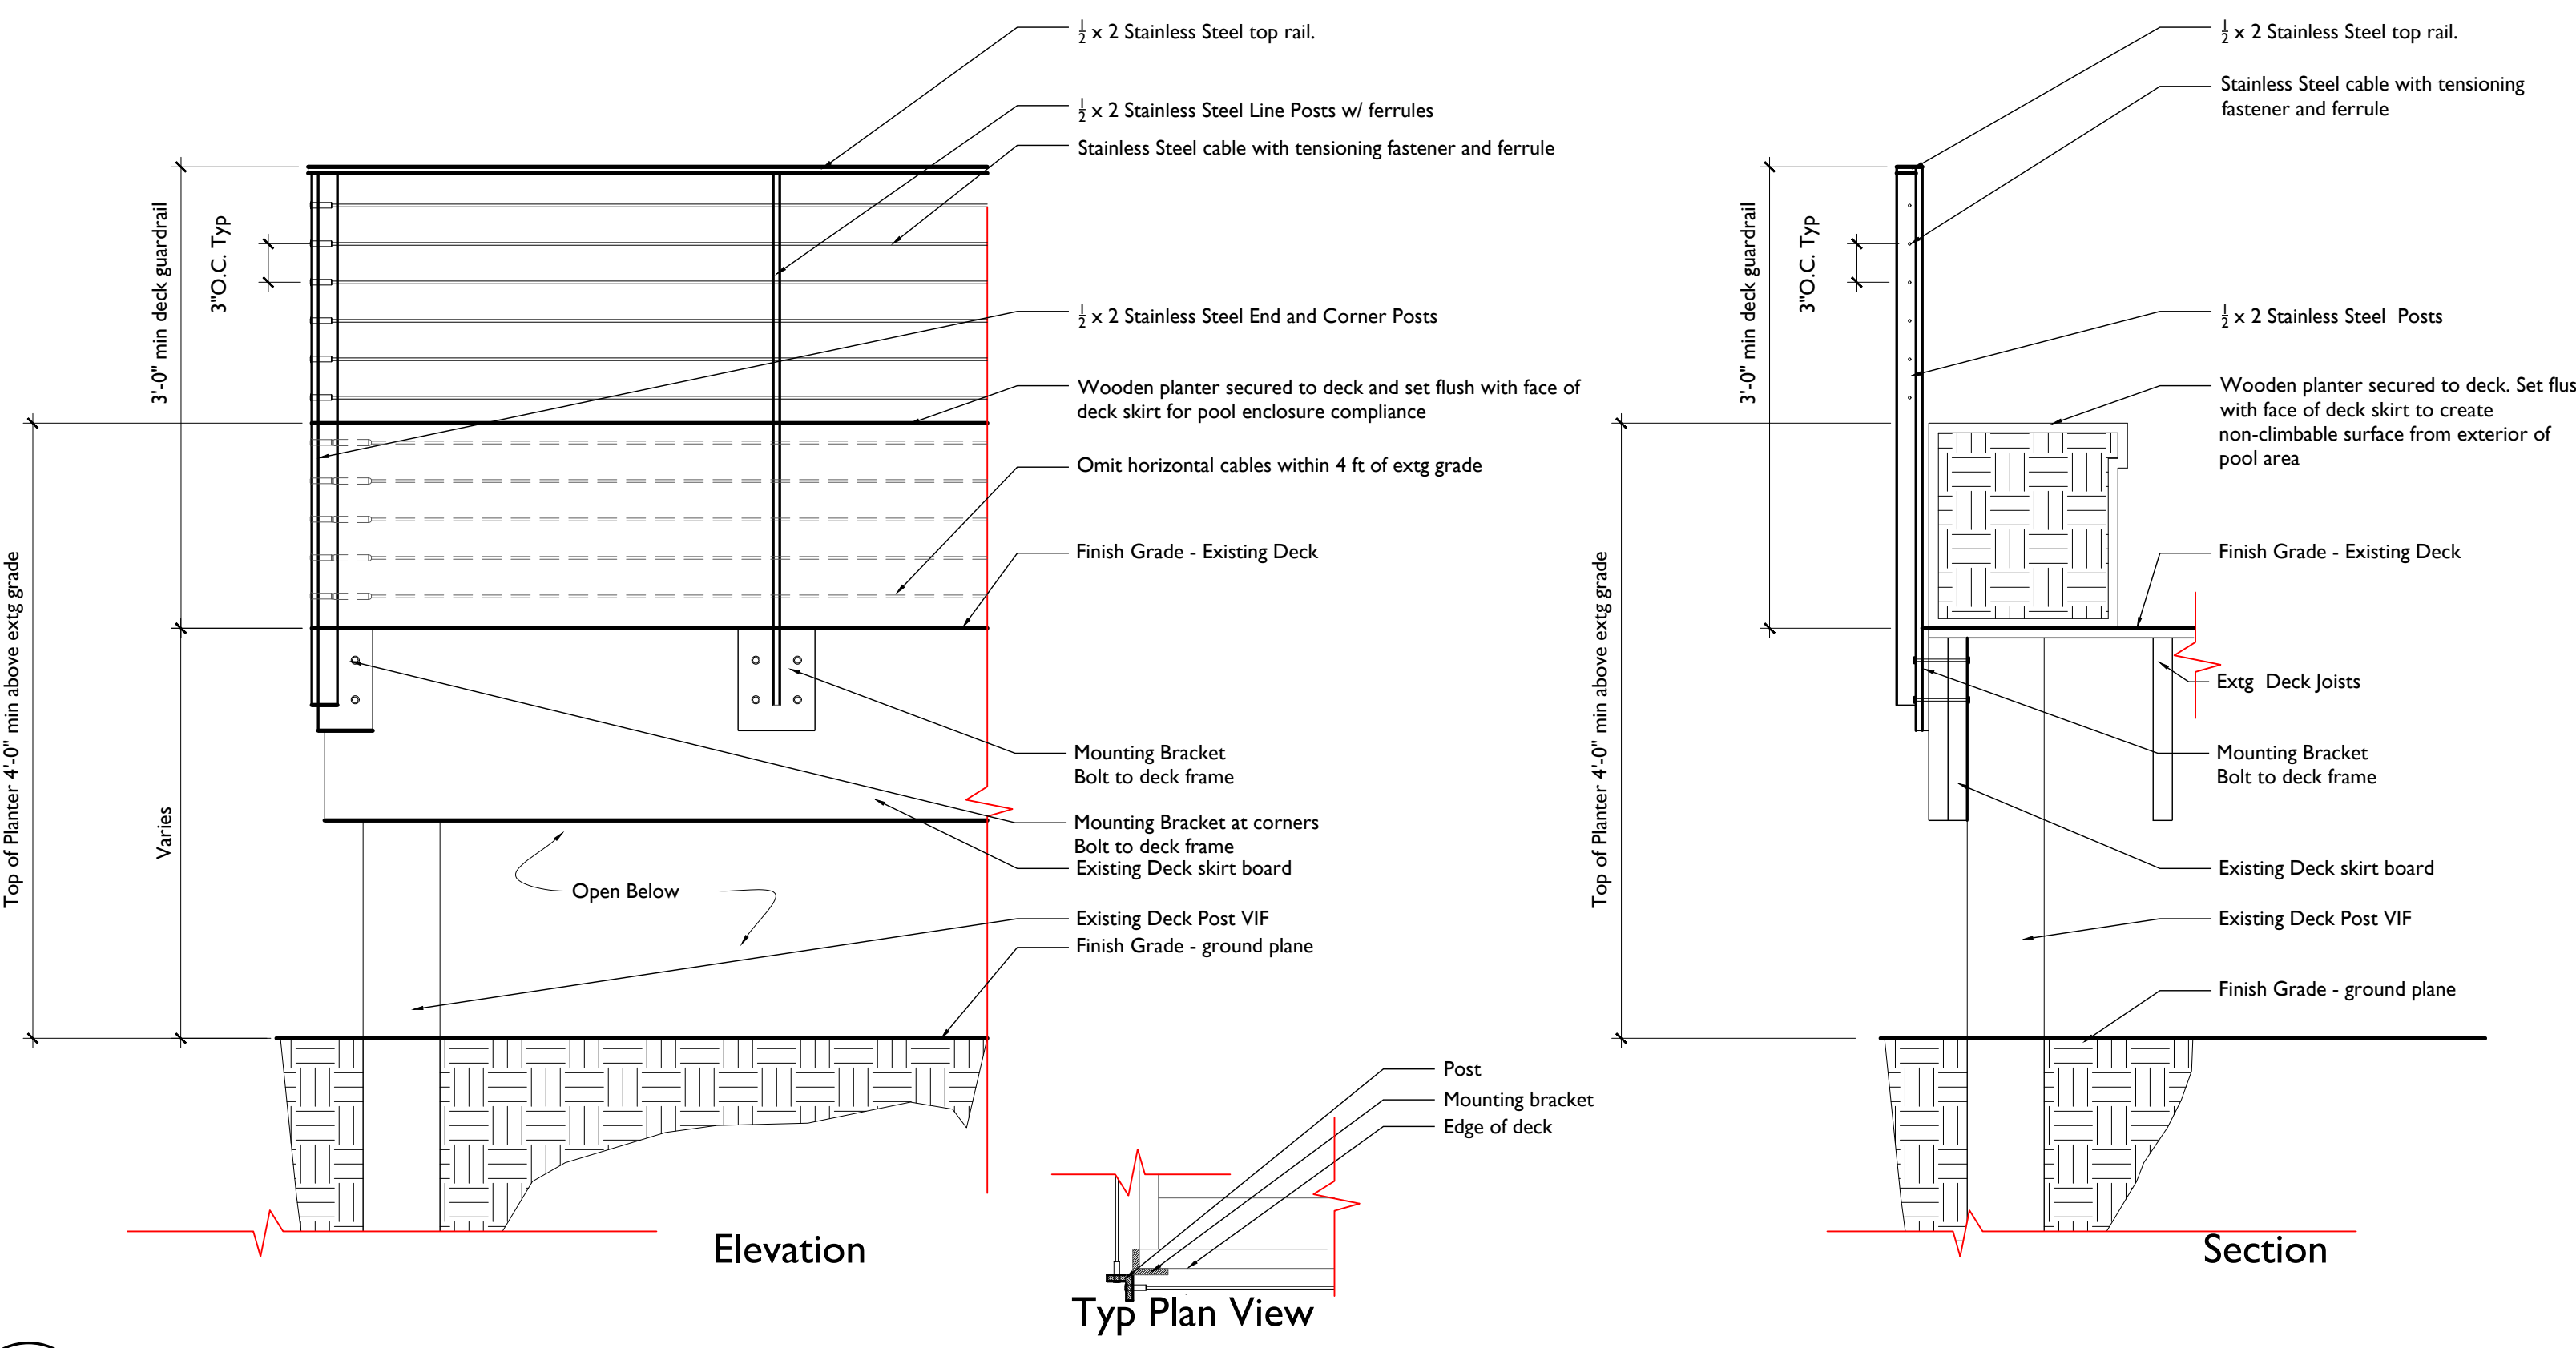 ½ x 2 Stainless Steel top rail.
½ x 2 Stainless Steel Line Posts w/ ferrules
Stainless Steel cable with tensioning fastener and ferrule
3'-0" min deck guardrail
3"O.C. Typ
½ x 2 Stainless Steel End and Corner Posts
Wooden planter secured to deck and set flush with face of
deck skirt for pool enclosure compliance
Omit horizontal cables within 4 ft of extg grade
Finish Grade - Existing Deck
Top of Planter 4'-0" min above extg grade
Varies
Mounting Bracket
Bolt to deck frame
Mounting Bracket at corners
Bolt to deck frame
Existing Deck skirt board
Open Below
Existing Deck Post VIF
Finish Grade - ground plane
Elevation
Post
Mounting bracket
Edge of deck
Typ Plan View
½ x 2 Stainless Steel top rail.
Stainless Steel cable with tensioning
fastener and ferrule
3'-0" min deck guardrail
3"O.C. Typ
½ x 2 Stainless Steel Posts
Wooden planter secured to deck. Set flus
with face of deck skirt to create
non-climbable surface from exterior of
pool area
Finish Grade - Existing Deck
Top of Planter 4'-0" min above extg grade
Extg Deck Joists
Mounting Bracket
Bolt to deck frame
Existing Deck skirt board
Existing Deck Post VIF
Finish Grade - ground plane
Section